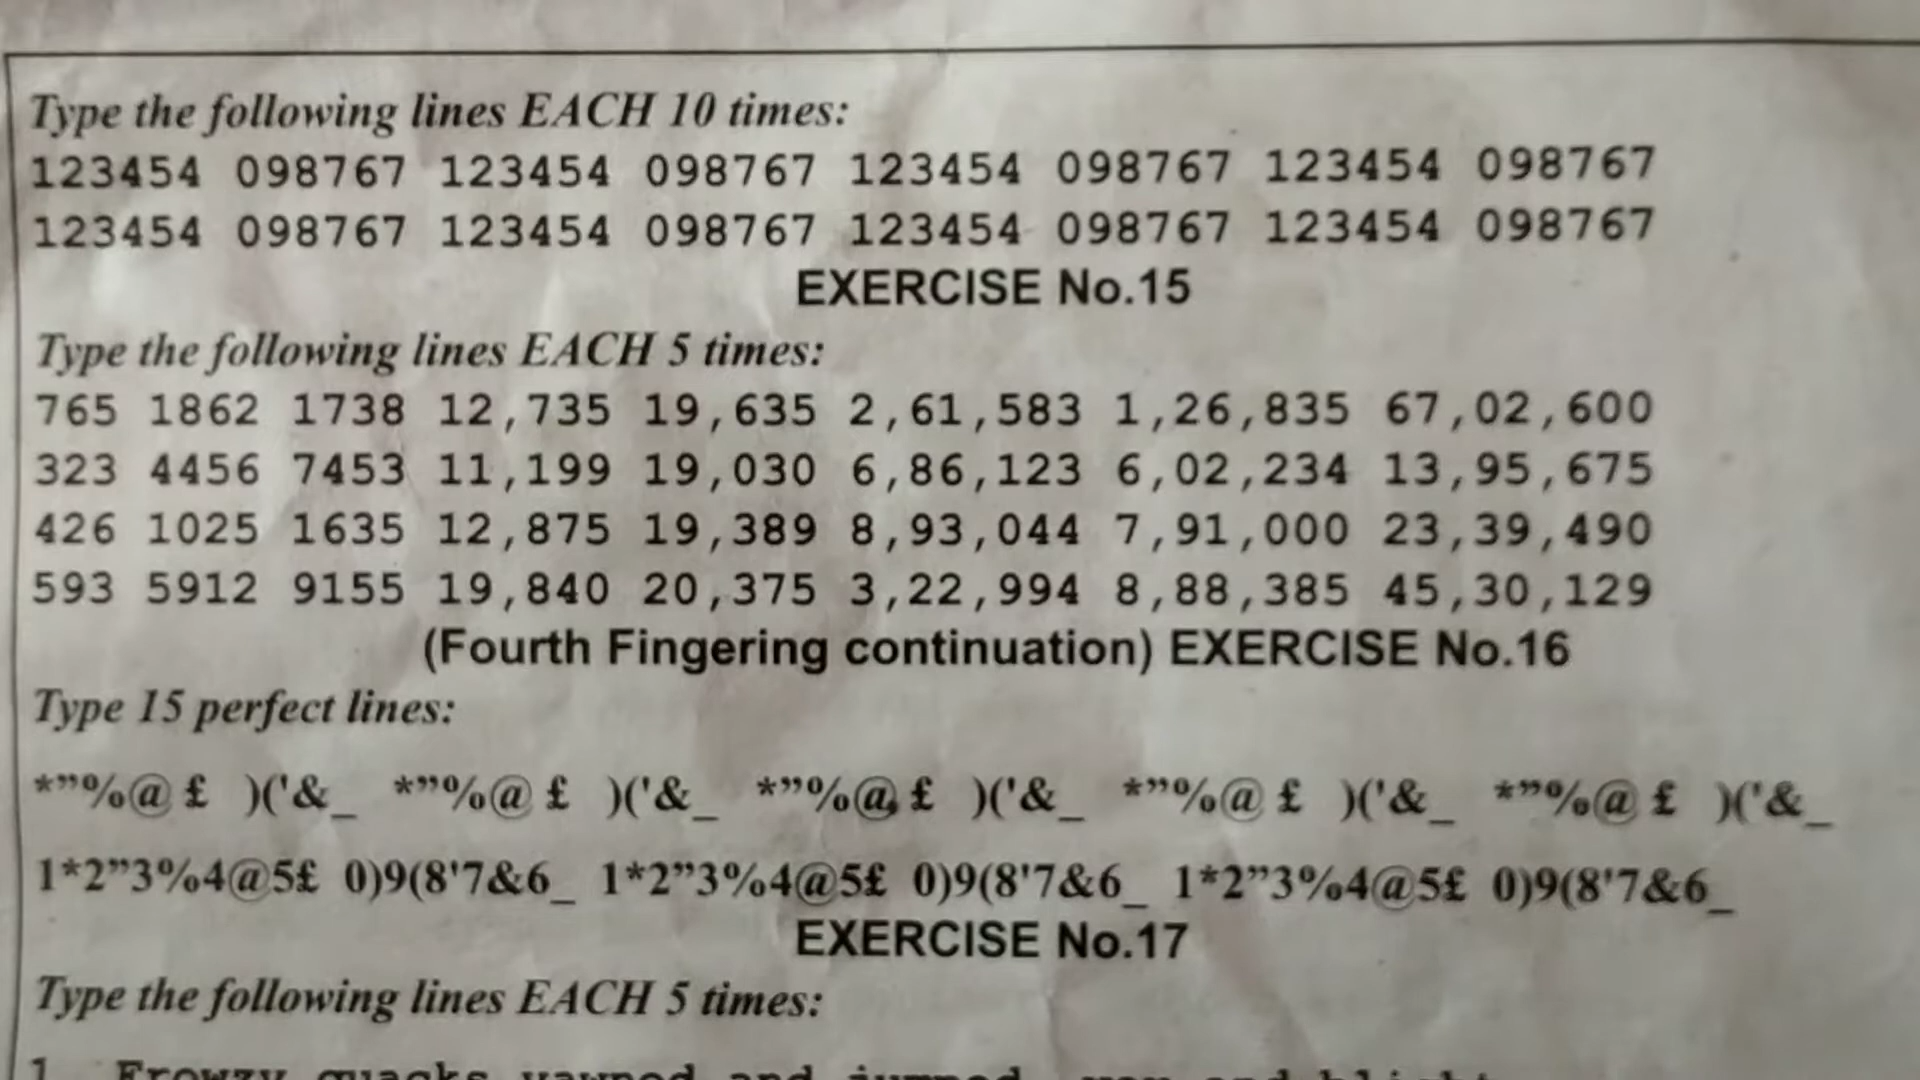 Type the following lines EACH 10 times:
123454 098767 123454 098767 123454 098767 123454 098767
123454 098767 123454 098767 123454 098767 123454 098767
EXERCISE No.15
Type the following lines EACH 5 times:
765 1862 1738 12,735 19,635 2,61,583 1,26,835 67,02,600
323 4456 7453 11,199 19,030 6,86,123 6,02,234 13,95,675
426 1025 1635 12,875 19,389 8,93,044 7,91,000 23,39,490
593 5912 9155 19,840 20,375 3,22,994 8,88,385 45,30,129
(Fourth Fingering continuation) EXERCISE No.16
Type 15 perfect lines:
*”%@ £ )('&_ *”%@ £ )('&_ *”%@ £ )('&_ *”%@ £ )('&_ *”%@ £ )('&_
1*2”3%4@5£ 0)9(8'7&6_ 1*2”3%4@5£ 0)9(8'7&6_ 1*2”3%4@5£ 0)9(8'7&6_
EXERCISE No.17
Type the following lines EACH 5 times:
1. Frowzy quacks yawned and jumped